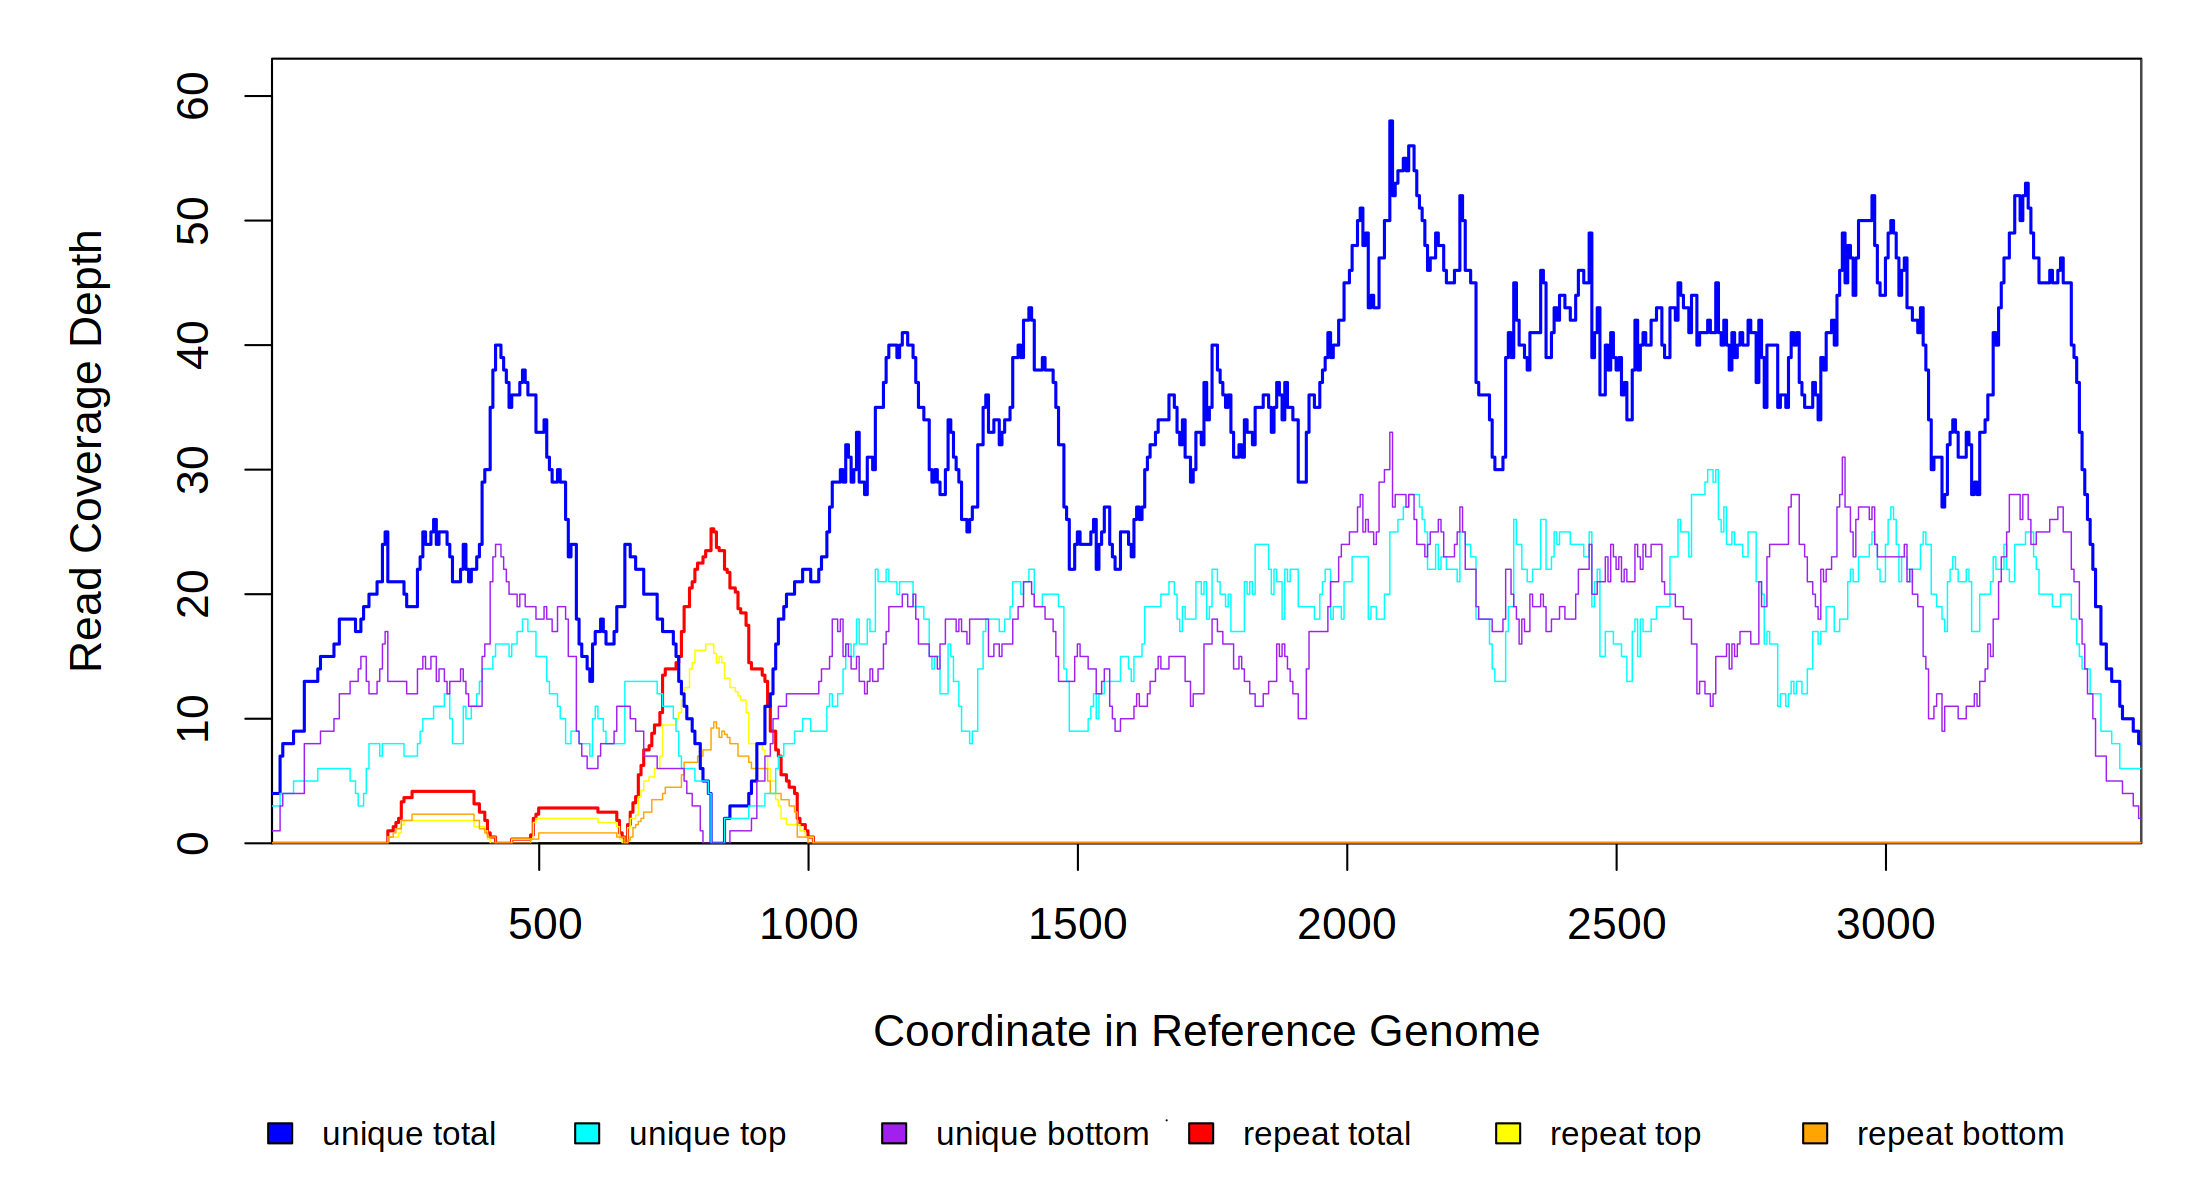 60
50
40
30
20
10
0
Read Coverage Depth
500 1000 1500 2000 2500 3000
Coordinate in Reference Genome
unique total unique top unique bottom repeat total repeat top repeat bottom